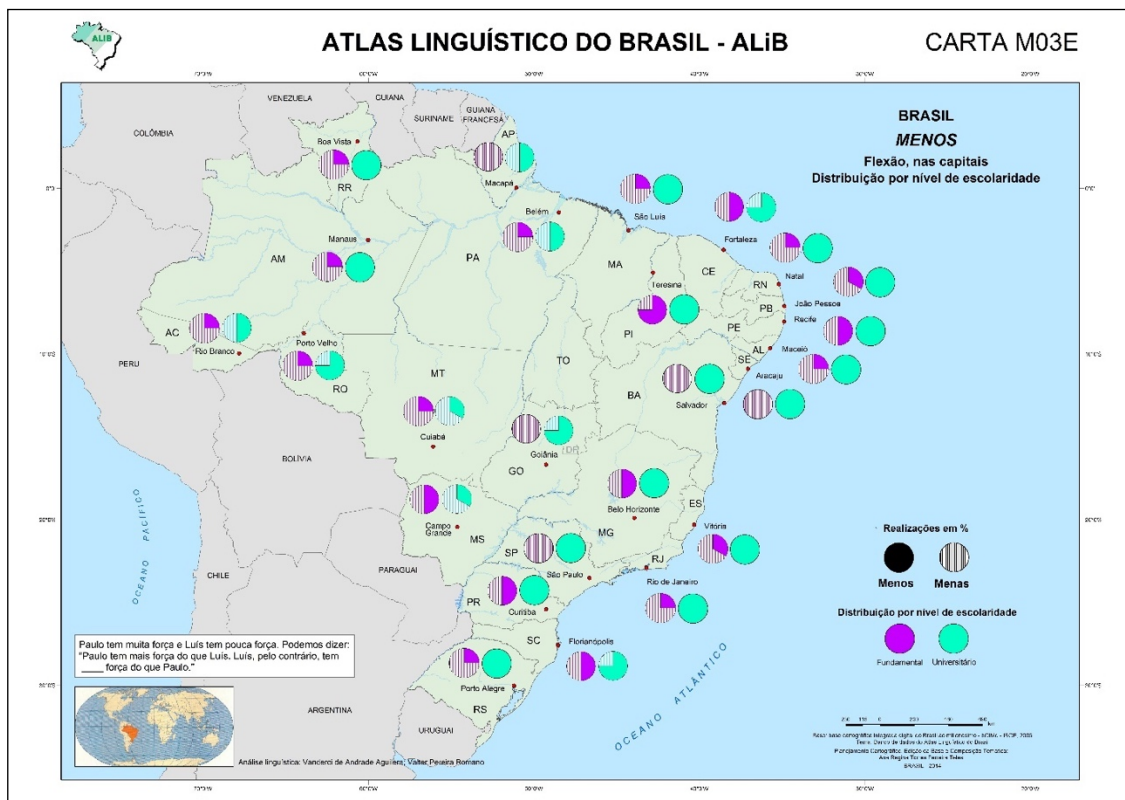 ALiB
ATLAS LINGUÍSTICO DO BRASIL - ALiB
CARTA M03E
BRASIL
MENOS
Flexão, nas capitais
Distribuição por nível de escolaridade
VENEZUELA
GUIANA
SURINAME
GUIANA
FRANCESA
COLÔMBIA
PERU
BOLÍVIA
CHILE
PARAGUAI
ARGENTINA
URUGUAI
OCEANO PACÍFICO
OCEANO ATLÂNTICO
Boa Vista
RR
AP
Macapá
Belém
São Luís
Fortaleza
Manaus
AM
PA
MA
Teresina
CE
Natal
RN
João Pessoa
PB
Recife
PE
PI
Maceió
AL
SE
Aracaju
AC
Rio Branco
Porto Velho
RO
MT
TO
BA
Salvador
Cuiabá
Goiânia
GO
Belo Horizonte
ES
MG
Vitória
Campo
Grande
MS
SP
RJ
São Paulo
Rio de Janeiro
PR
Curitiba
SC
Florianópolis
Porto Alegre
RS
Realizações em %
Menos
Menas
Distribuição por nível de escolaridade
Fundamental
Universitário
Paulo tem muita força e Luís tem pouca força. Podemos dizer:
"Paulo tem mais força do que Luís. Luís, pelo contrário, tem
____ força do que Paulo."
Análise linguística: Vanderci de Andrade Aguilera; Valter Pereira Romano
BRASIL - 2014